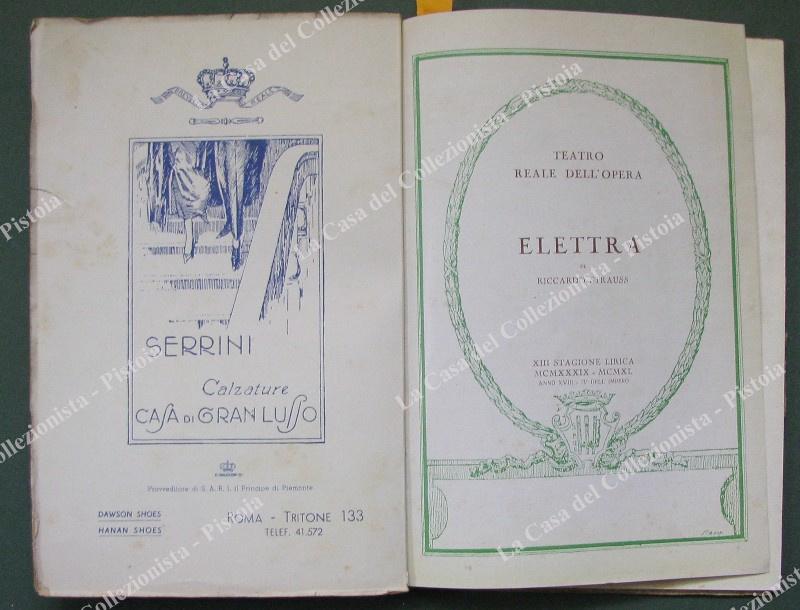 SERRINI
Calzature
CASA DI GRAN LUSSO
Provveditore di S. A. R. I. il Principe di Piemonte
DAWSON SHOES
HANAN SHOES
ROMA - TRITONE 133
TELEF. 41.572
TEATRO
REALE DELL'OPERA
ELETTRA
DI
RICCARDO STRAUSS
XIII STAGIONE LIRICA
MCMXXXIX - MCMXL
ANNO XVIII - IV DELL'IMPERO
La Casa del Collezionista - Pistoia